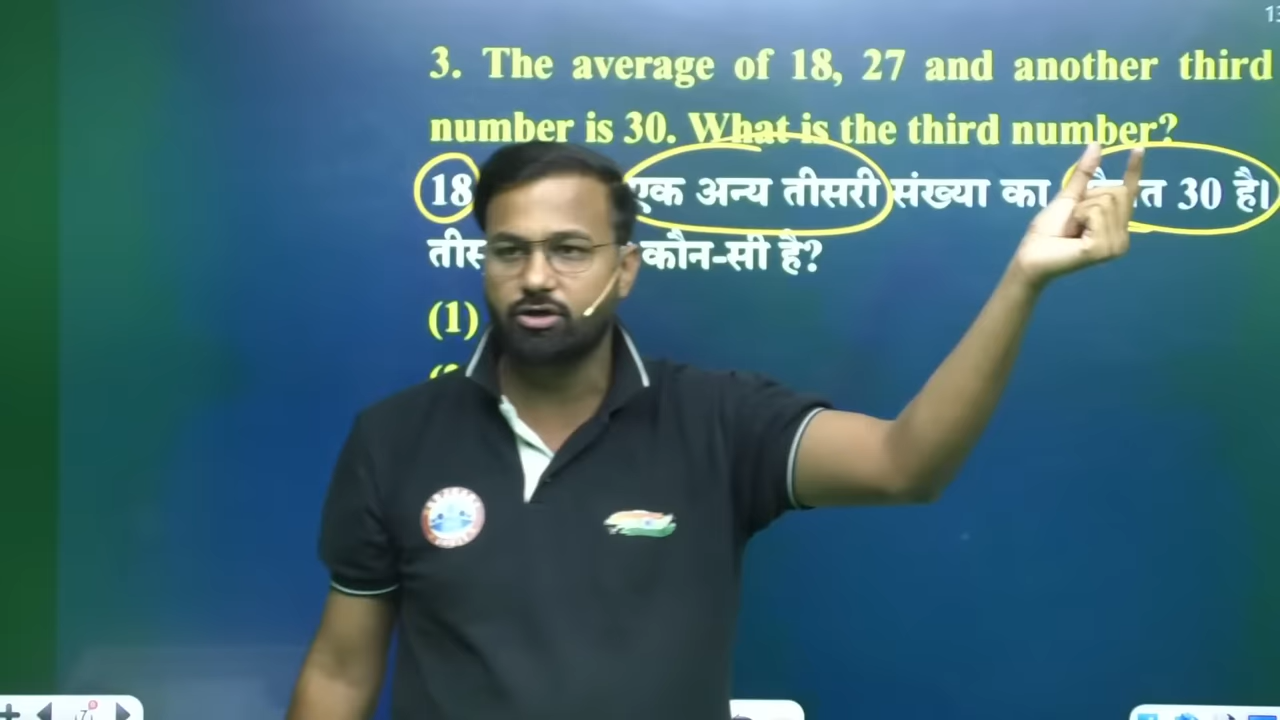 13
3. The average of 18, 27 and another third
number is 30. What is the third number?
18 एक अन्य तीसरी संख्या का 30 है।
कौन-सी है?
(1)